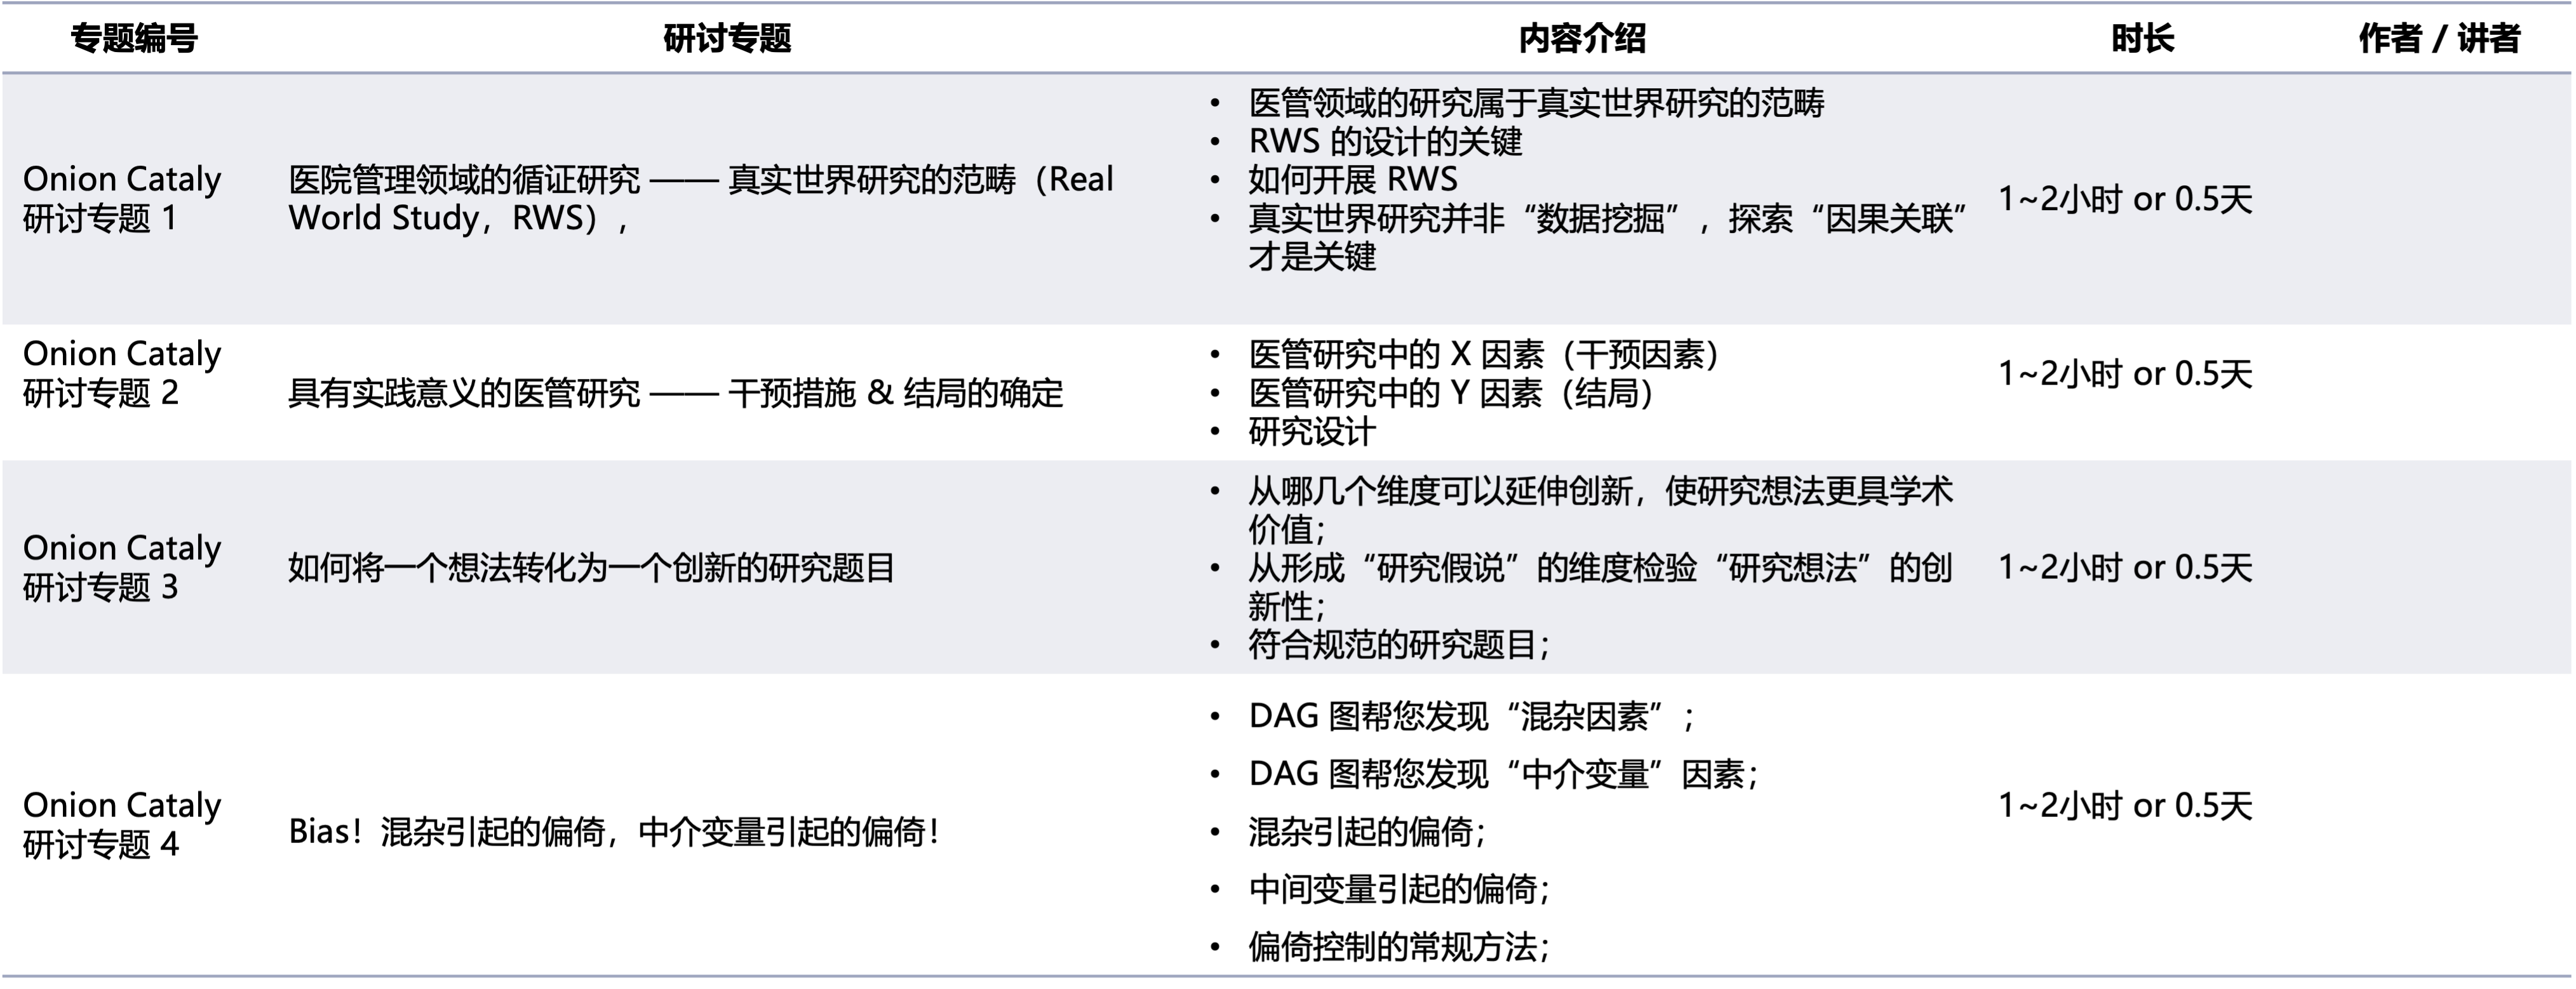 专题编号 研讨专题 内容介绍 时长 作者 / 讲者
Onion Cataly
研讨专题 1
医院管理领域的循证研究 —— 真实世界研究的范畴（Real
World Study，RWS），
• 医管领域的研究属于真实世界研究的范畴
• RWS 的设计的关键
• 如何开展 RWS
• 真实世界研究并非“数据挖掘”，探索“因果关联”
才是关键
1~2小时 or 0.5天
Onion Cataly
研讨专题 2
具有实践意义的医管研究 —— 干预措施 & 结局的确定
• 医管研究中的 X 因素（干预因素）
• 医管研究中的 Y 因素（结局）
• 研究设计
1~2小时 or 0.5天
Onion Cataly
研讨专题 3
如何将一个想法转化为一个创新的研究题目
• 从哪几个维度可以延伸创新，使研究想法更具学术
价值；
• 从形成“研究假说”的维度检验“研究想法”的创
新性；
• 符合规范的研究题目；
1~2小时 or 0.5天
Onion Cataly
研讨专题 4
Bias！混杂引起的偏倚，中介变量引起的偏倚！
• DAG 图帮您发现“混杂因素”；
• DAG 图帮您发现“中介变量”因素；
• 混杂引起的偏倚；
• 中间变量引起的偏倚；
• 偏倚控制的常规方法；
1~2小时 or 0.5天